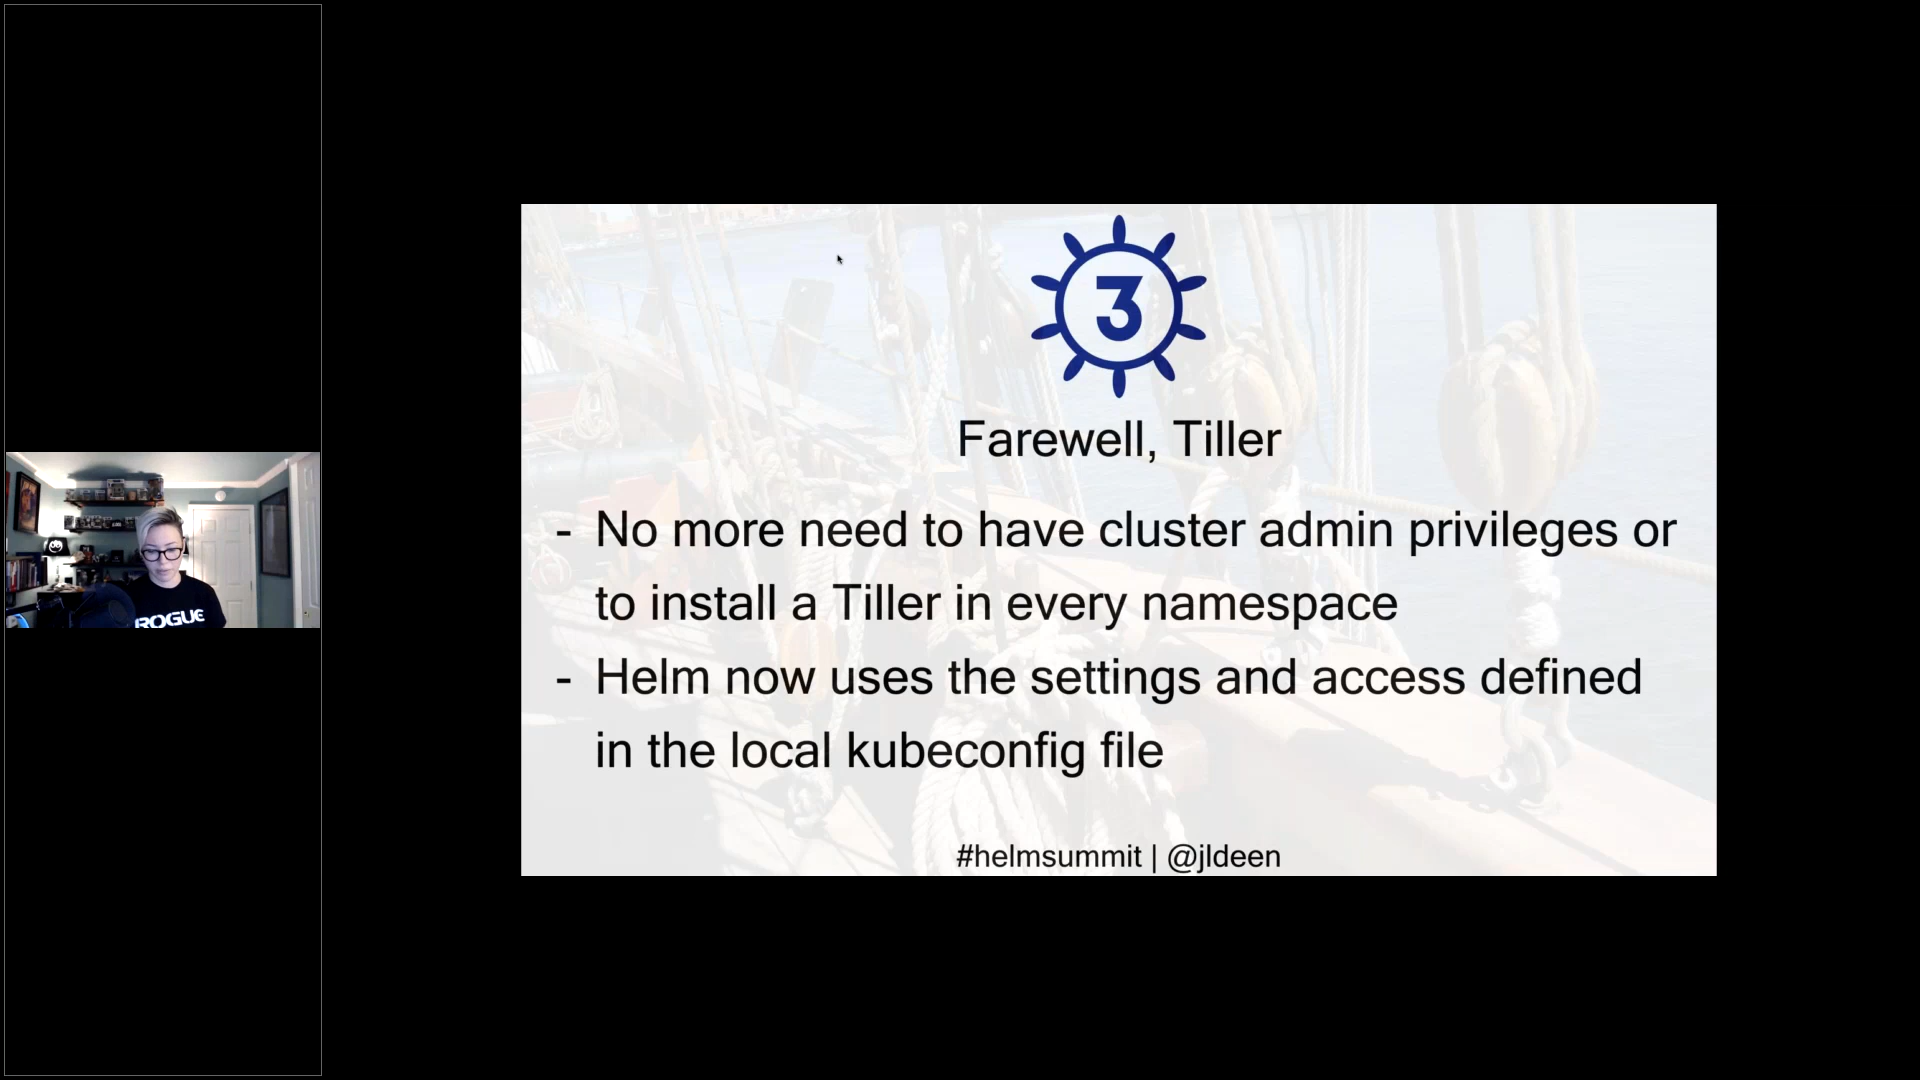 3
Farewell, Tiller
- No more need to have cluster admin privileges or
to install a Tiller in every namespace
- Helm now uses the settings and access defined
in the local kubeconfig file
#helmsummit | @jldeen
ROGUE